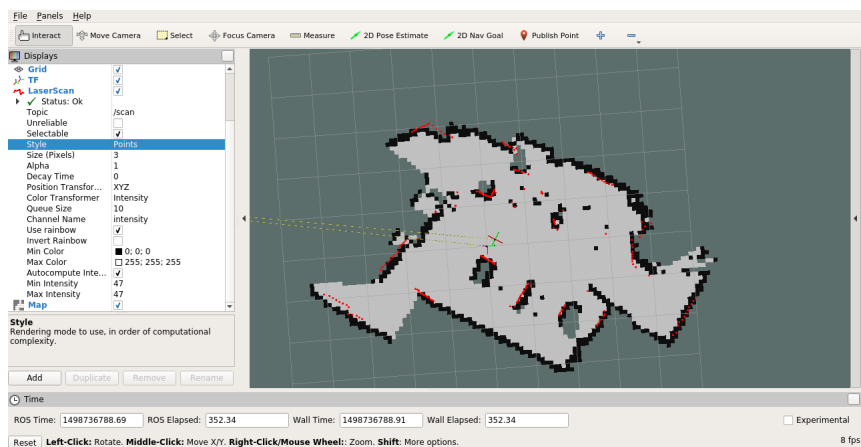 File Panels Help
Interact Move Camera Select Focus Camera Measure 2D Pose Estimate 2D Nav Goal Publish Point
Displays
Grid
TF
LaserScan
Status: Ok
Topic /scan
Unreliable
Selectable
Style Points
Size (Pixels) 3
Alpha 1
Decay Time 0
Position Transfor... XYZ
Color Transformer Intensity
Queue Size 10
Channel Name intensity
Use rainbow
Invert Rainbow
Min Color 0; 0; 0
Max Color 255; 255; 255
Autocompute Inte...
Min Intensity 47
Max Intensity 47
Map
Style
Rendering mode to use, in order of computational
complexity.
Add Duplicate Remove Rename
Time
ROS Time: 1498736788.69 ROS Elapsed: 352.34 Wall Time: 1498736788.91 Wall Elapsed: 352.34 Experimental
Reset Left-Click: Rotate. Middle-Click: Move X/Y. Right-Click/Mouse Wheel:: Zoom. Shift: More options. 8 fps